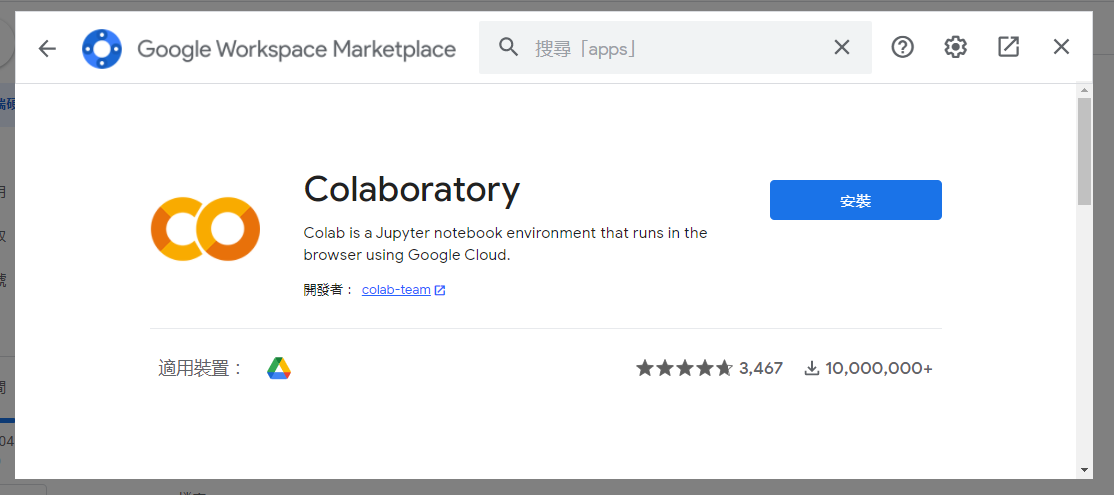 Google Workspace Marketplace
搜尋「apps」
Colaboratory
安裝
Colab is a Jupyter notebook environment that runs in the
browser using Google Cloud.
開發者： colab-team
適用裝置：
3,467
10,000,000+